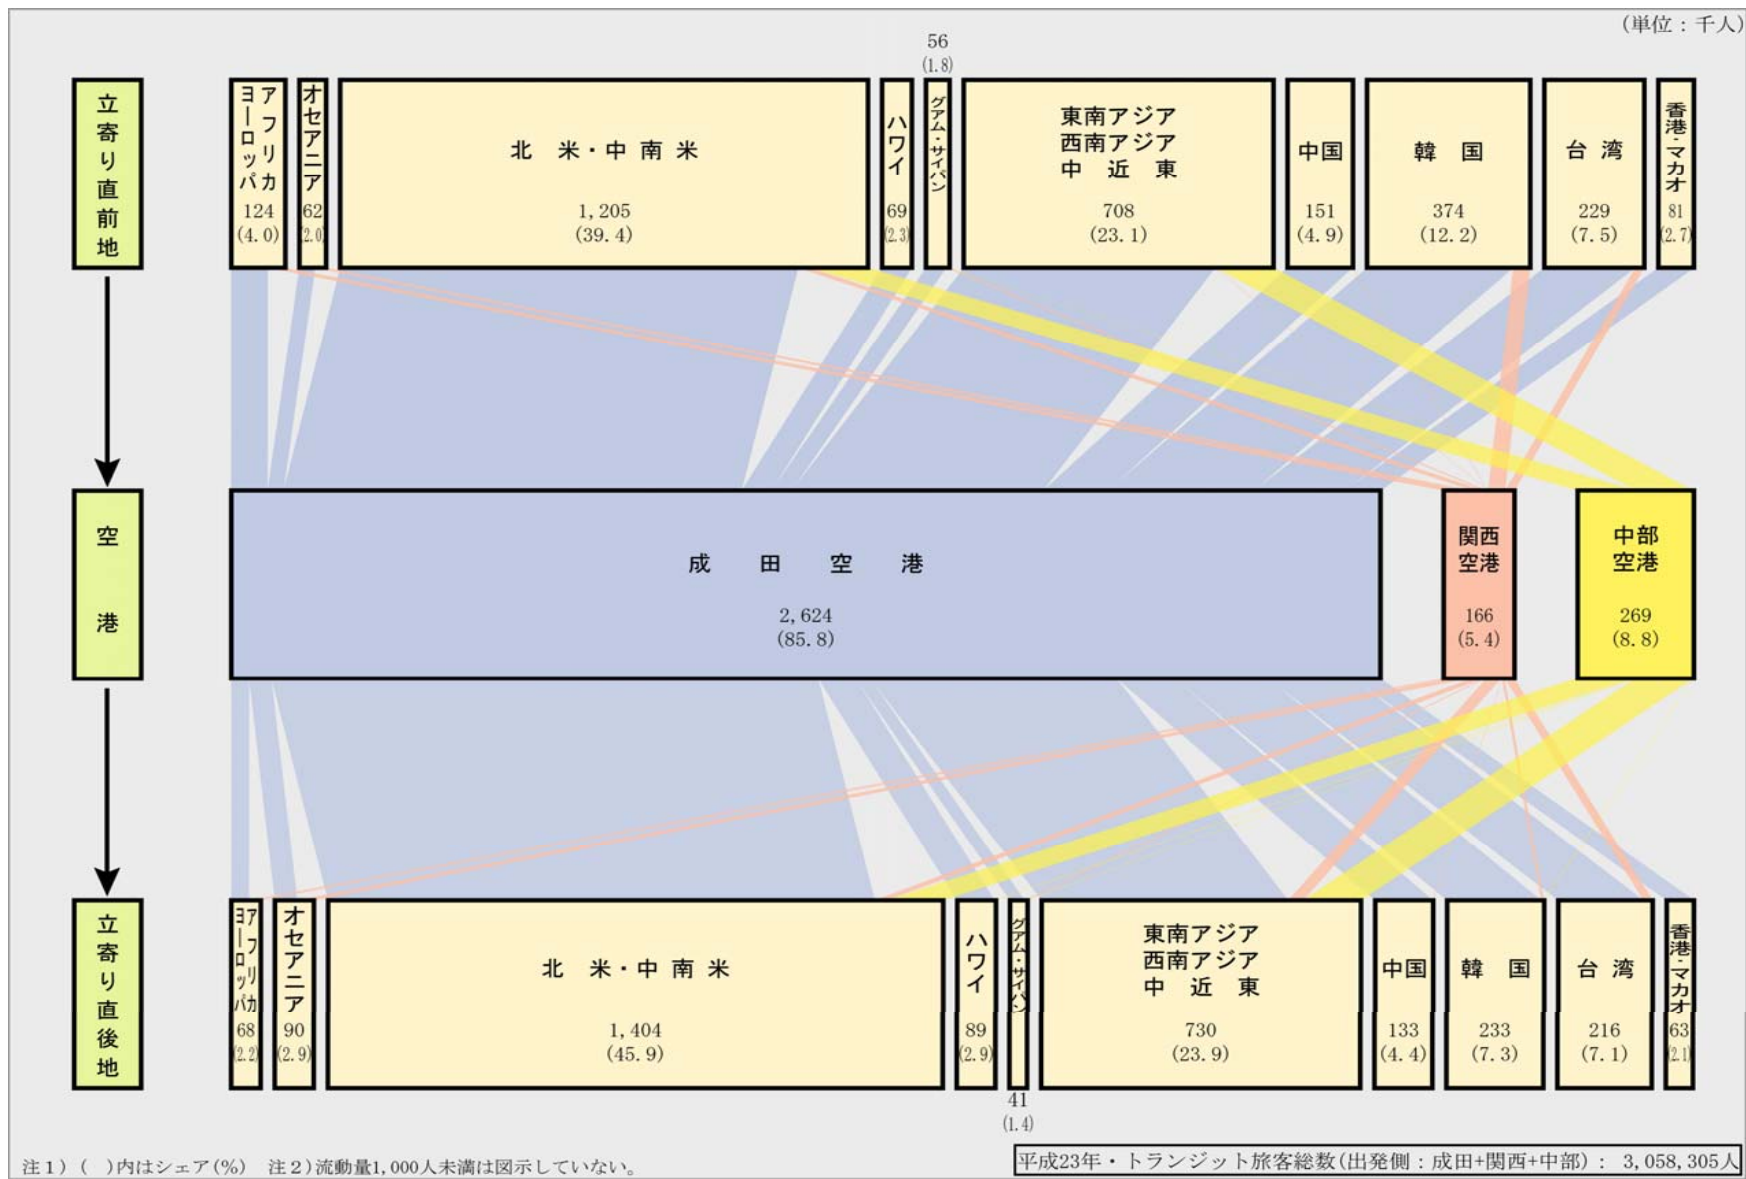 (単位：千人)
56
(1.8)
立寄り直前地
アフリカ
ヨーロッパ
124
(4.0)
オセアニア
62
(2.0)
北米・中南米
1,205
(39.4)
ハワイ
69
(2.3)
グアム・サイパン
東南アジア
西南アジア
中近東
708
(23.1)
中国
151
(4.9)
韓国
374
(12.2)
台湾
229
(7.5)
香港・マカオ
81
(2.7)
空港
成田空港
2,624
(85.8)
関西
空港
166
(5.4)
中部
空港
269
(8.8)
立寄り直後地
アフリカ
ヨーロッパ
68
(2.2)
オセアニア
90
(2.9)
北米・中南米
1,404
(45.9)
ハワイ
89
(2.9)
グアム・サイパン
41
(1.4)
東南アジア
西南アジア
中近東
730
(23.9)
中国
133
(4.4)
韓国
233
(7.3)
台湾
216
(7.1)
香港・マカオ
63
(2.1)
注１）（　）内はシェア(%)　注２）流動量1,000人未満は図示していない。
平成23年・トランジット旅客総数(出発側：成田+関西+中部)： 3,058,305人